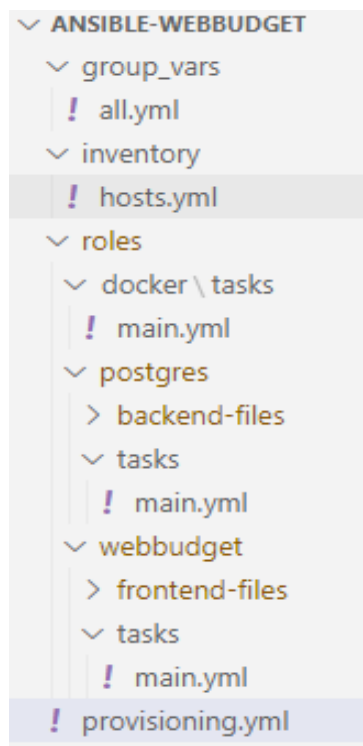 ANSIBLE-WEBBUDGET
group_vars
! all.yml
inventory
! hosts.yml
roles
docker \ tasks
! main.yml
postgres
backend-files
tasks
! main.yml
webbudget
frontend-files
tasks
! main.yml
! provisioning.yml